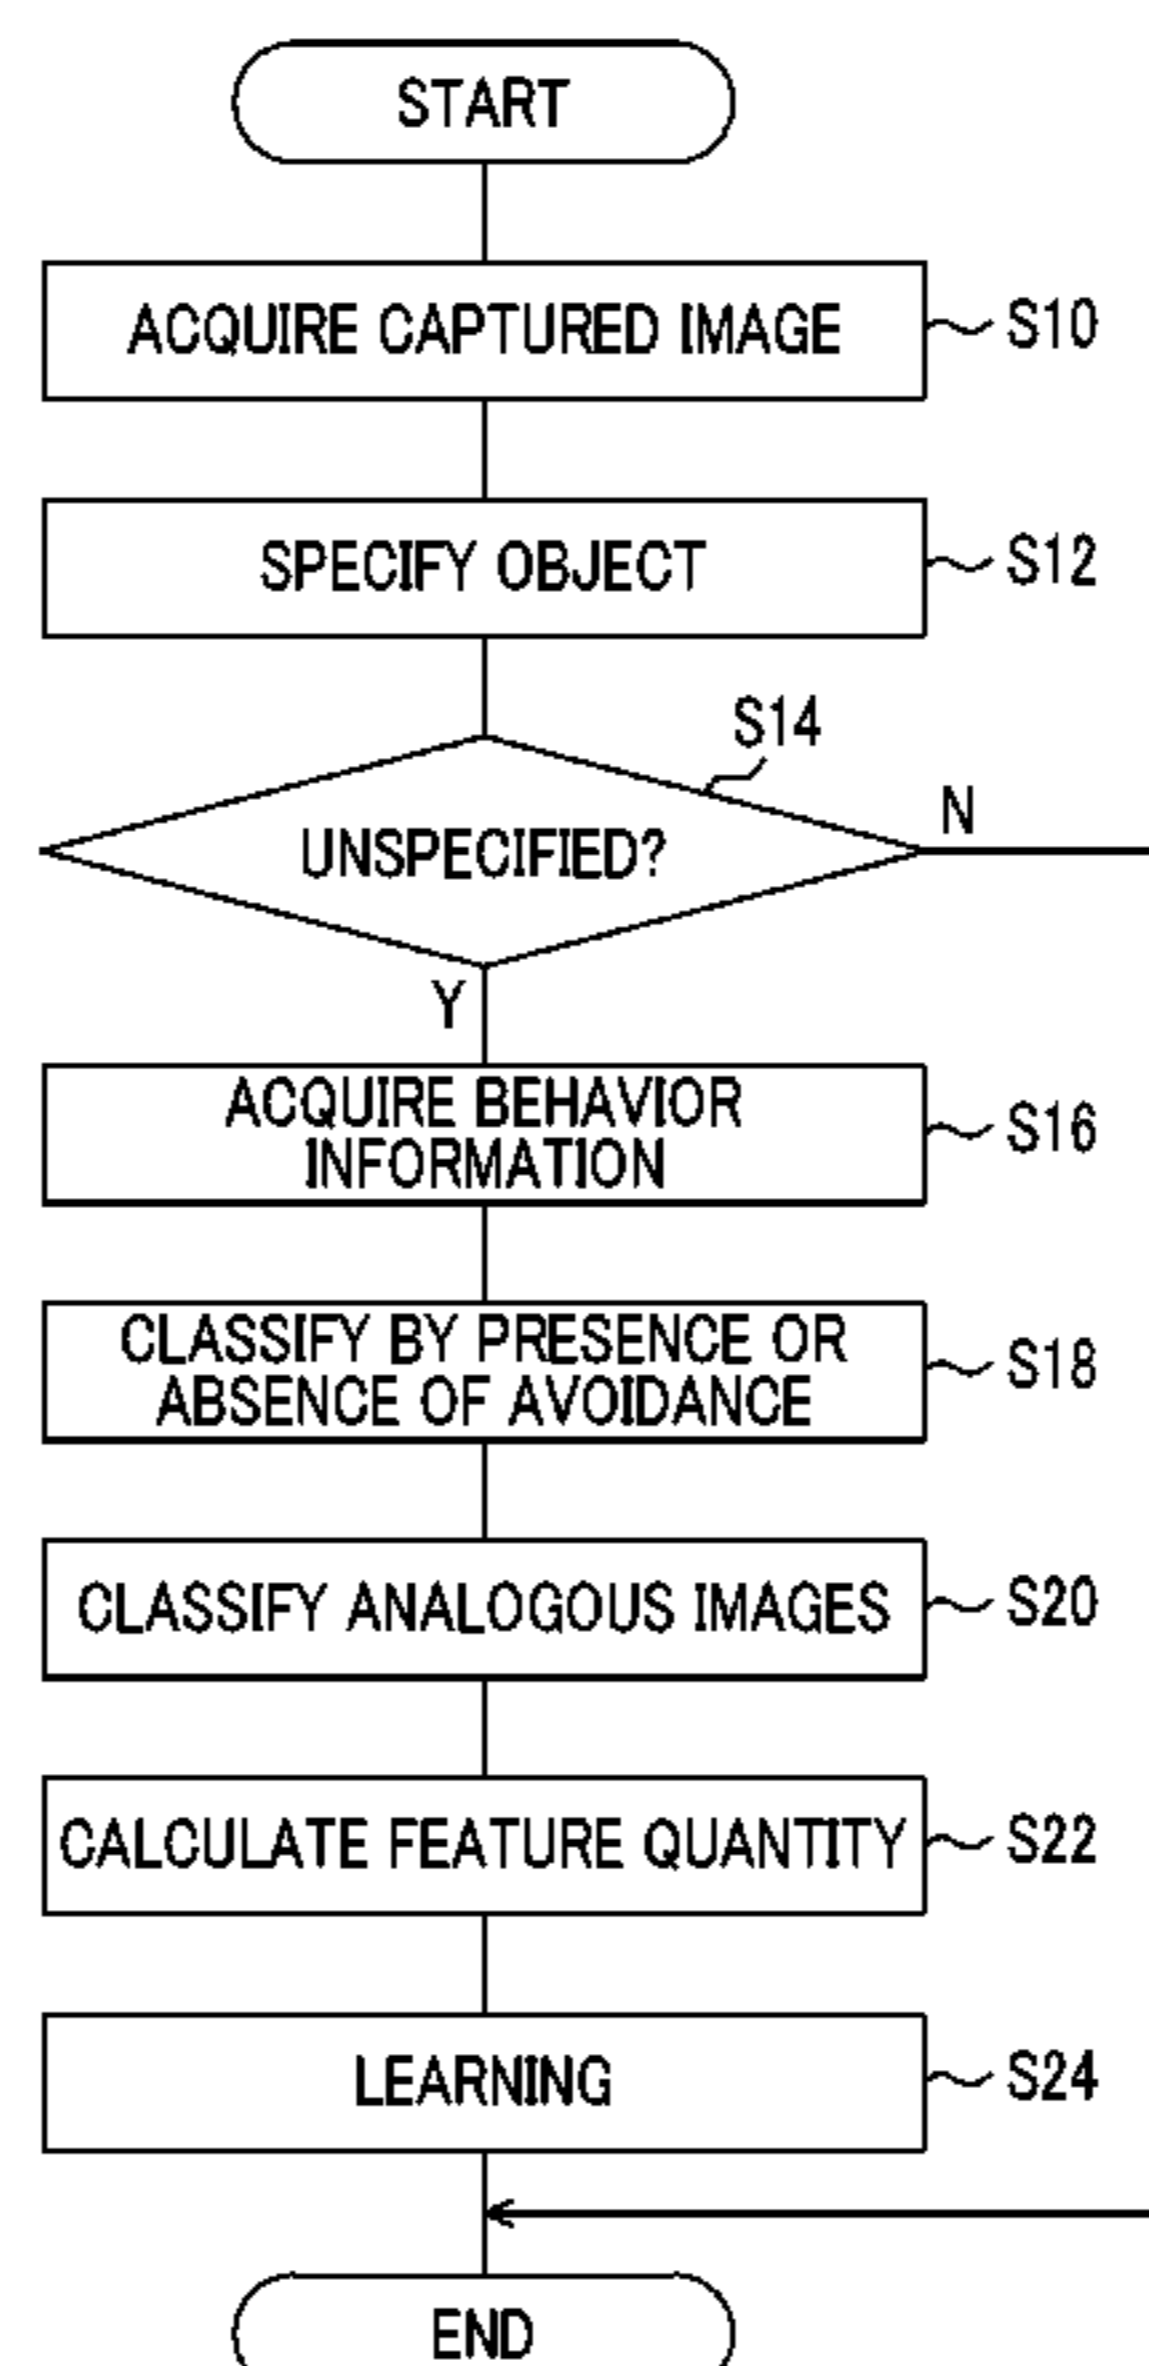 START
ACQUIRE CAPTURED IMAGE
S10
SPECIFY OBJECT
S12
S14
UNSPECIFIED?
N
Y
ACQUIRE BEHAVIOR
INFORMATION
S16
CLASSIFY BY PRESENCE OR
ABSENCE OF AVOIDANCE
S18
CLASSIFY ANALOGOUS IMAGES
S20
CALCULATE FEATURE QUANTITY
S22
LEARNING
S24
END